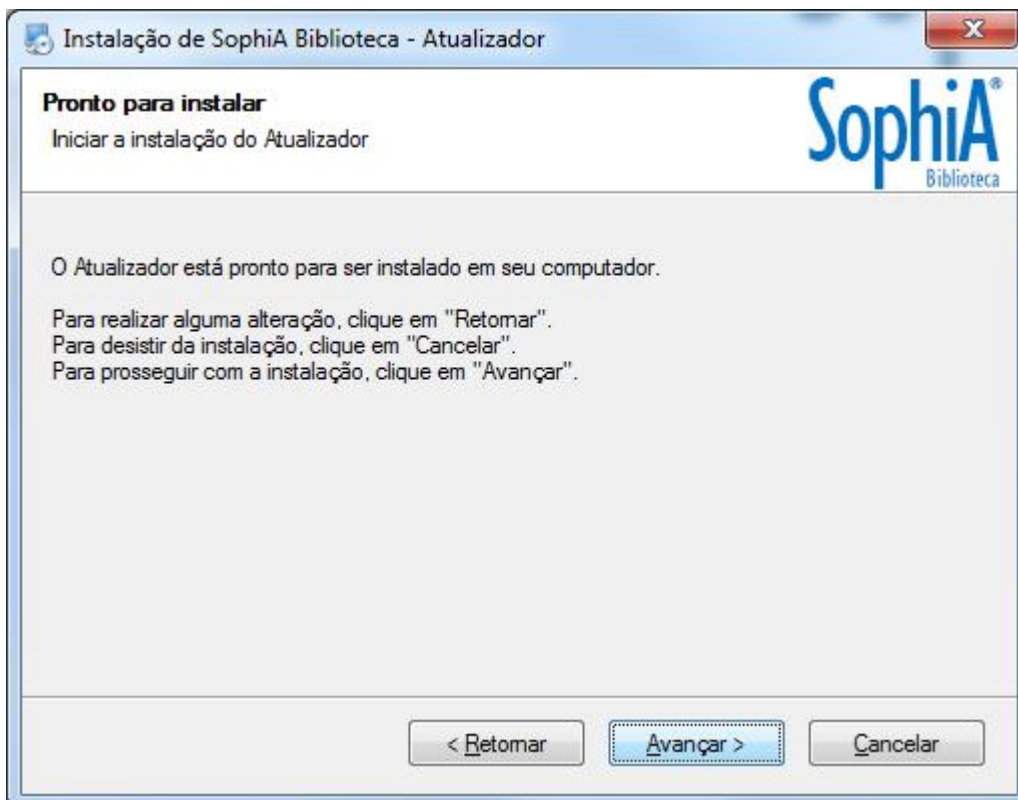 Instalação de SophiA Biblioteca - Atualizador
Pronto para instalar
Iniciar a instalação do Atualizador
SophiA®
Biblioteca
O Atualizador está pronto para ser instalado em seu computador.
Para realizar alguma alteração, clique em "Retornar".
Para desistir da instalação, clique em "Cancelar".
Para prosseguir com a instalação, clique em "Avançar".
< Retornar
Avançar >
Cancelar